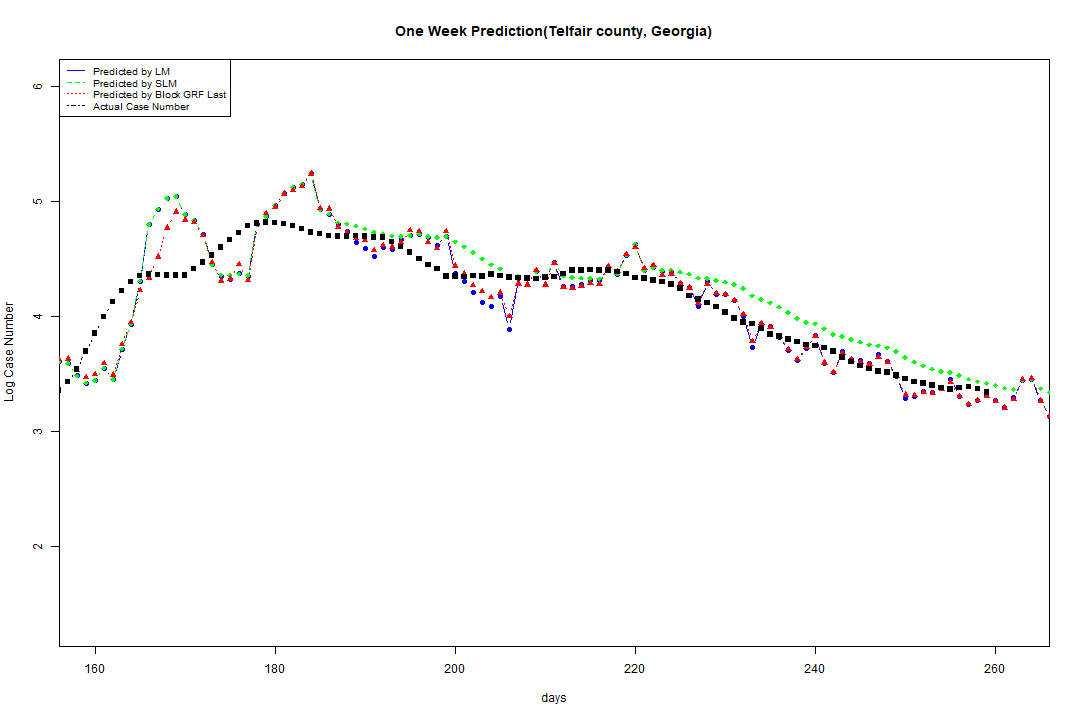 One Week Prediction(Telfair county, Georgia)
Predicted by LM
Predicted by SLM
Predicted by Block GRF Last
Actual Case Number
6
5
4
3
2
Log Case Number
160 180 200 220 240 260
days